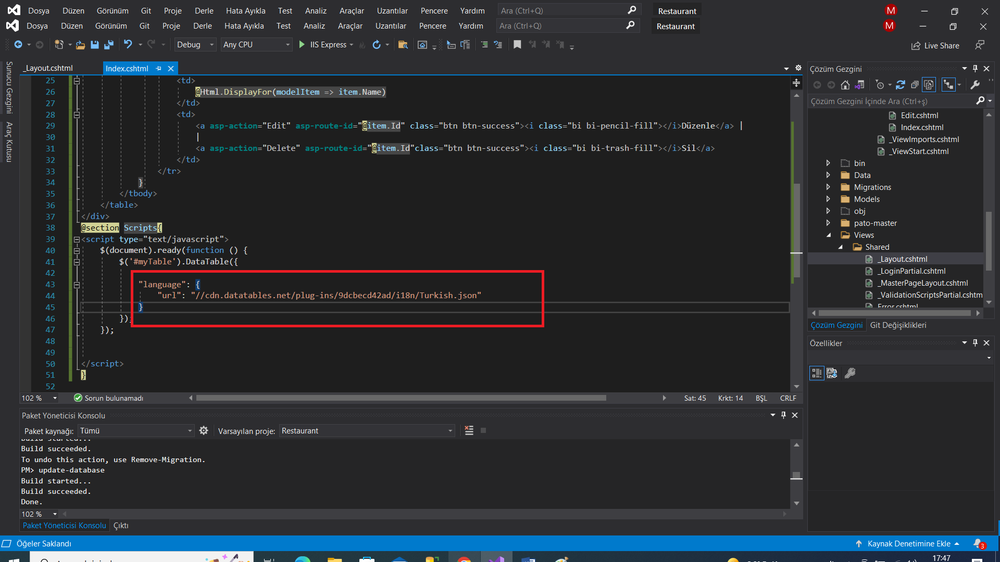 Dosya Düzen Görünüm Git Proje Derle Hata Ayıkla Test Analiz Araçlar Uzantılar Pencere Yardım Ara (Ctrl+Q) Restaurant M
Dosya Düzen Görünüm Git Proje Derle Hata Ayıkla Test Analiz Araçlar Uzantılar Pencere Yardım Ara (Ctrl+Q) Restaurant M
Debug Any CPU IIS Express Live Share
Sunucu Gezgini
Araç Kutusu
_Layout.cshtml Index.cshtml
25 <td>
26 @Html.DisplayFor(modelItem => item.Name)
27 </td>
28 <td>
29 <a asp-action="Edit" asp-route-id="@item.Id" class="btn btn-success"><i class="bi bi-pencil-fill"></i>Düzenle</a> |
30 |
31 <a asp-action="Delete" asp-route-id="@item.Id"class="btn btn-success"><i class="bi bi-trash-fill"></i>Sil</a>
32 </td>
33 </tr>
34 }
35 </tbody>
36 </table>
37 </div>
38 @section Scripts{
39 <script type="text/javascript">
40 $(document).ready(function () {
41 $('#myTable').DataTable({
42
43 "language": {
44 "url": "//cdn.datatables.net/plug-ins/9dcbecd42ad/i18n/Turkish.json"
45 }
46 });
47 });
48
49
50 </script>
51 }
52
102 % Sorun bulunamadı Sat: 45 Krkt: 14 BŞL CRLF
Paket Yöneticisi Konsolu
Paket kaynağı: Tümü Varsayılan proje: Restaurant
Build started...
Build succeeded.
To undo this action, use Remove-Migration.
PM> update-database
Build started...
Build succeeded.
Done.
102 %
Paket Yöneticisi Konsolu Çıktı
Çözüm Gezgini
Çözüm Gezgini İçinde Ara (Ctrl+ş)
Edit.cshtml
Index.cshtml
_ViewImports.cshtml
_ViewStart.cshtml
bin
Data
Migrations
Models
obj
pato-master
Views
Shared
_Layout.cshtml
_LoginPartial.cshtml
_MasterPageLayout.cshtml
_ValidationScriptsPartial.cshtm
Error.cshtml
Çözüm Gezgini Git Değişiklikleri
Özellikler
Öğeler Saklandı Kaynak Denetimine Ekle 3
17:47